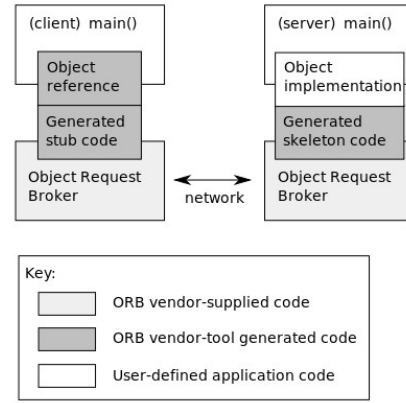 (client) main()
Object
reference
Generated
stub code
Object Request
Broker
network
(server) main()
Object
implementation
Generated
skeleton code
Object Request
Broker
Key:
ORB vendor-supplied code
ORB vendor-tool generated code
User-defined application code